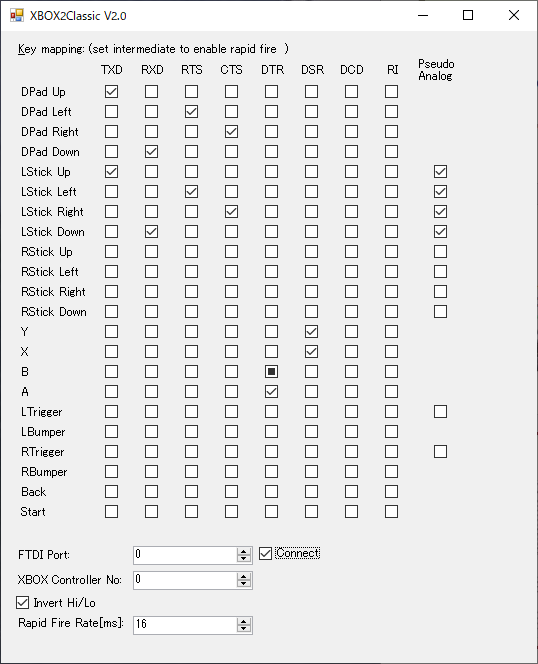 XBOX2Classic V2.0
Key mapping: (set intermediate to enable rapid fire )
TXD RXD RTS CTS DTR DSR DCD RI Pseudo
Analog
DPad Up
DPad Left
DPad Right
DPad Down
LStick Up
LStick Left
LStick Right
LStick Down
RStick Up
RStick Left
RStick Right
RStick Down
Y
X
B
A
LTrigger
LBumper
RTrigger
RBumper
Back
Start
FTDI Port: 0 Connect
XBOX Controller No: 0
Invert Hi/Lo
Rapid Fire Rate[ms]: 16